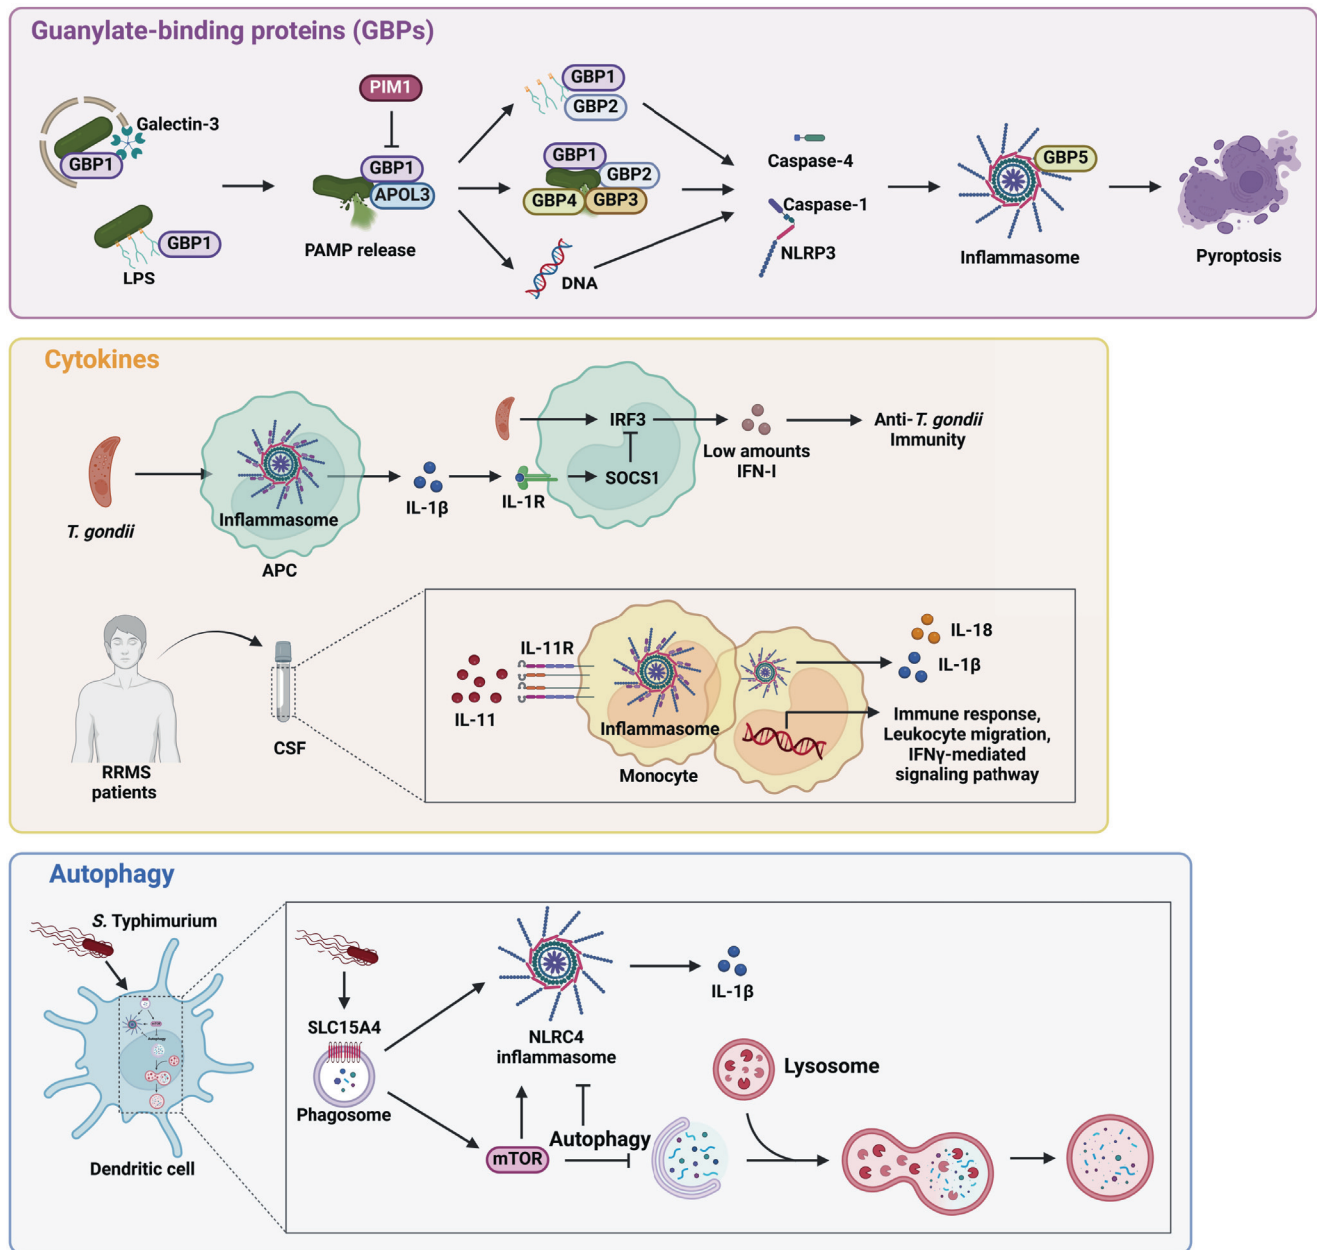 Guanylate-binding proteins (GBPs)
PIM1
GBP1
GBP2
Galectin-3
GBP1
GBP1
APOL3
GBP1
GBP2
GBP4
GBP3
Caspase-4
GBP5
Caspase-1
GBP1
LPS
PAMP release
DNA
NLRP3
Inflammasome
Pyroptosis
Cytokines
T. gondii
Inflammasome
APC
IL-1β
IL-1R
IRF3
SOCS1
Low amounts
IFN-I
Anti-T. gondii
Immunity
RRMS
patients
CSF
IL-11
IL-11R
Inflammasome
Monocyte
IL-18
IL-1β
Immune response,
Leukocyte migration,
IFNγ-mediated
signaling pathway
Autophagy
S. Typhimurium
Autophagy
Dendritic cell
SLC15A4
Phagosome
NLRC4
inflammasome
IL-1β
Lysosome
mTOR
Autophagy